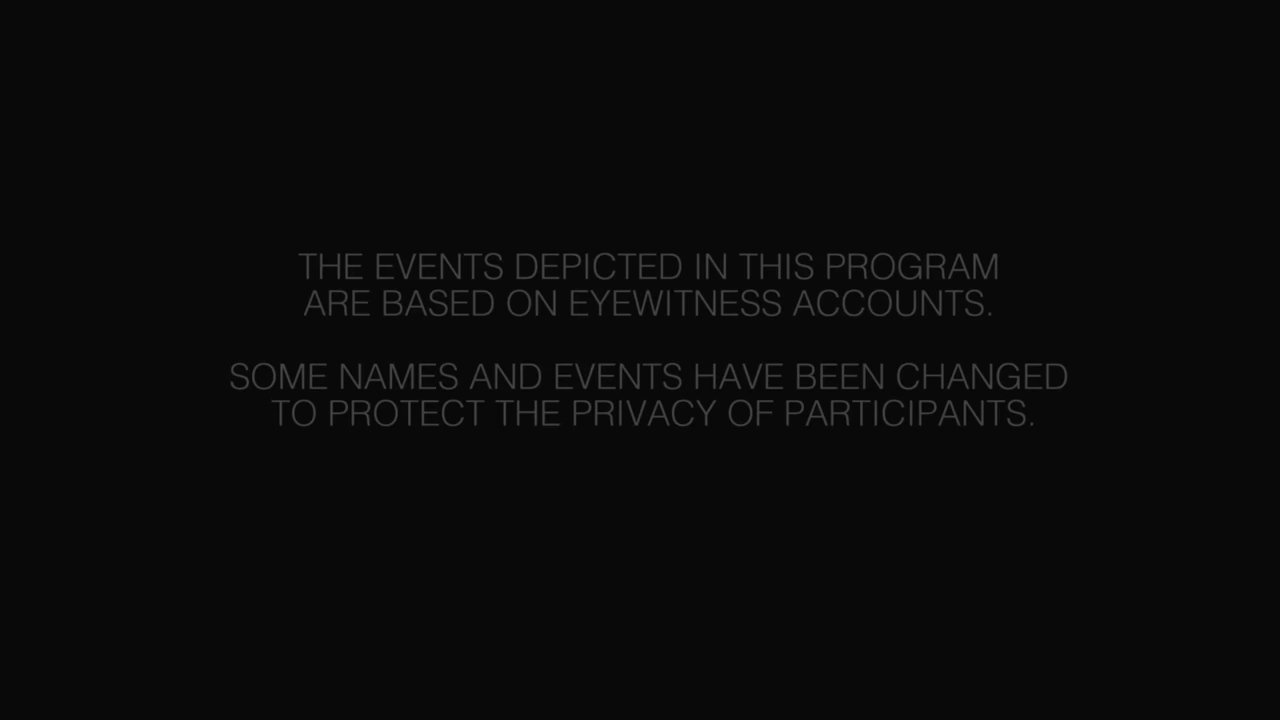 THE EVENTS DEPICTED IN THIS PROGRAM
ARE BASED ON EYEWITNESS ACCOUNTS.
SOME NAMES AND EVENTS HAVE BEEN CHANGED
TO PROTECT THE PRIVACY OF PARTICIPANTS.